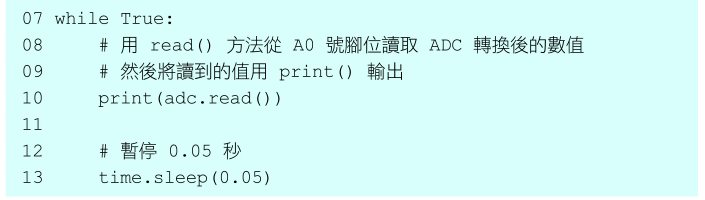 07 while True:
08     # 用 read() 方法從 A0 號腳位讀取 ADC 轉換後的數值
09     # 然後將讀到的值用 print() 輸出
10     print(adc.read())
11
12     # 暫停 0.05 秒
13     time.sleep(0.05)